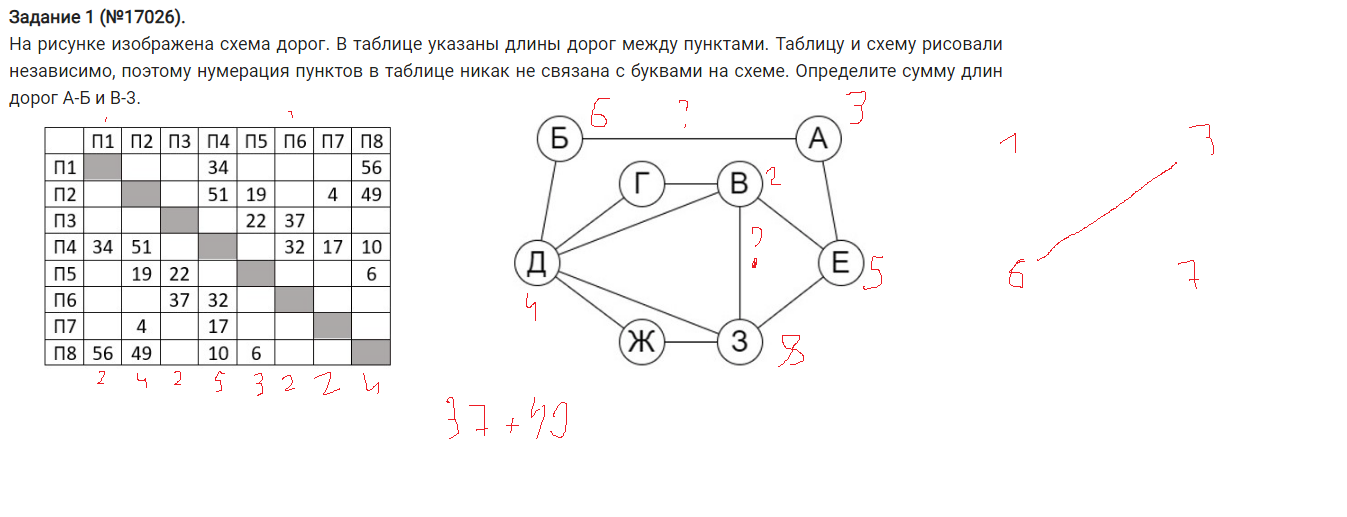 Задание 1 (№17026).
На рисунке изображена схема дорог. В таблице указаны длины дорог между пунктами. Таблицу и схему рисовали
независимо, поэтому нумерация пунктов в таблице никак не связана с буквами на схеме. Определите сумму длин
дорог А-Б и В-З.
П1 П2 П3 П4 П5 П6 П7 П8
П1 34 56
П2 51 19 4 49
П3 22 37
П4 34 51 32 17 10
П5 19 22 6
П6 37 32
П7 4 17
П8 56 49 10 6
2 4 2 5 3 2 2 4
6 ? 3
Б А
Г В 2
?
Д Е 5
4
Ж З 8
1 3
6 7
37 + 49